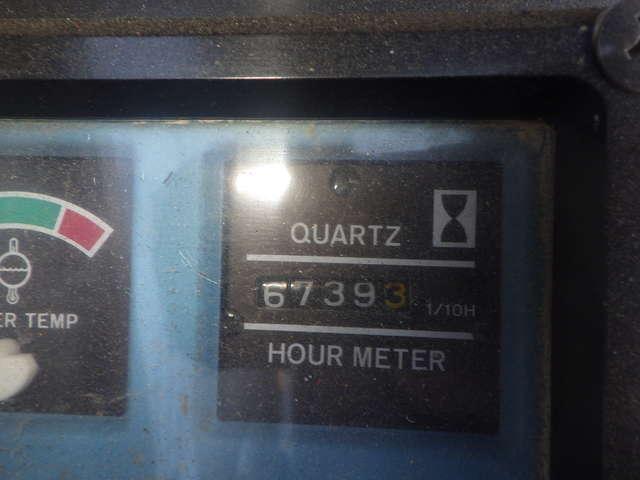 QUARTZ
67393 1/10H
HOUR METER
ER TEMP